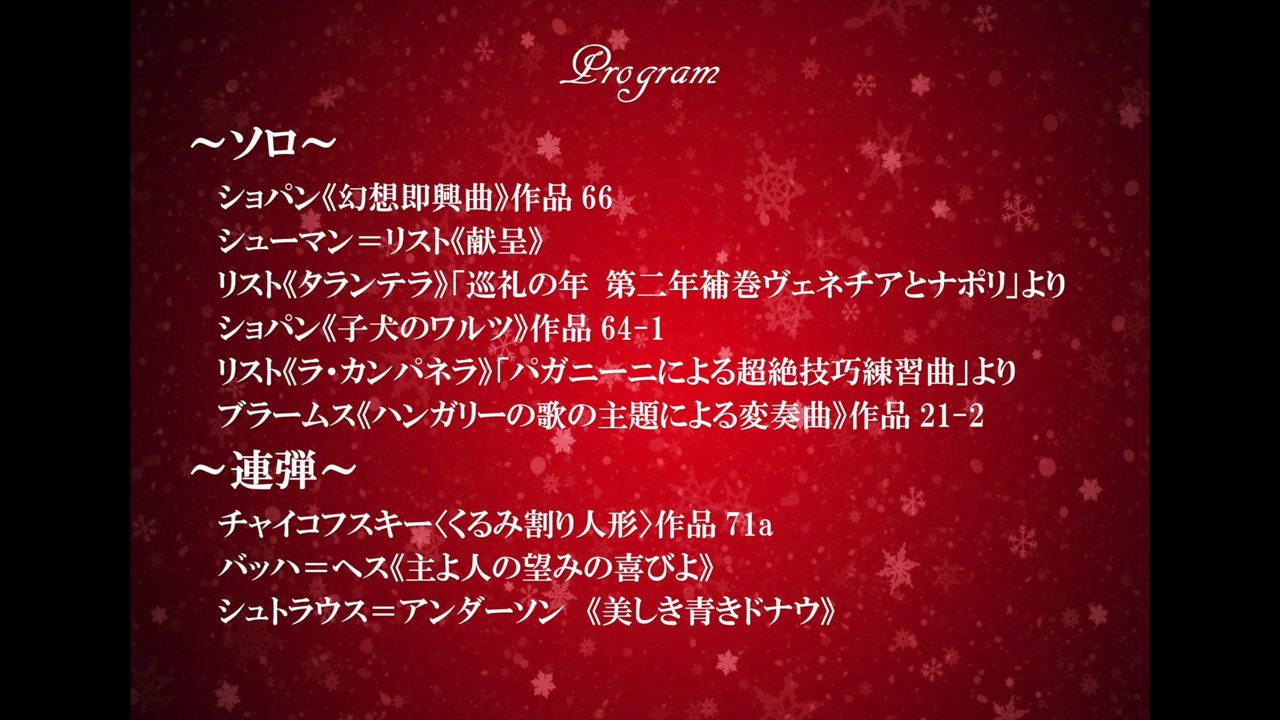 Program
～ソロ～
ショパン《幻想即興曲》作品 66
シューマン＝リスト《献呈》
リスト《タランテラ》「巡礼の年 第二年補巻ヴェネチアとナポリ」より
ショパン《子犬のワルツ》作品 64-1
リスト《ラ・カンパネラ》「パガニーニによる超絶技巧練習曲」より
ブラームス《ハンガリーの歌の主題による変奏曲》作品 21-2
～連弾～
チャイコフスキー〈くるみ割り人形〉作品 71a
バッハ＝ヘス《主よ人の望みの喜びよ》
シュトラウス＝アンダーソン 《美しき青きドナウ》